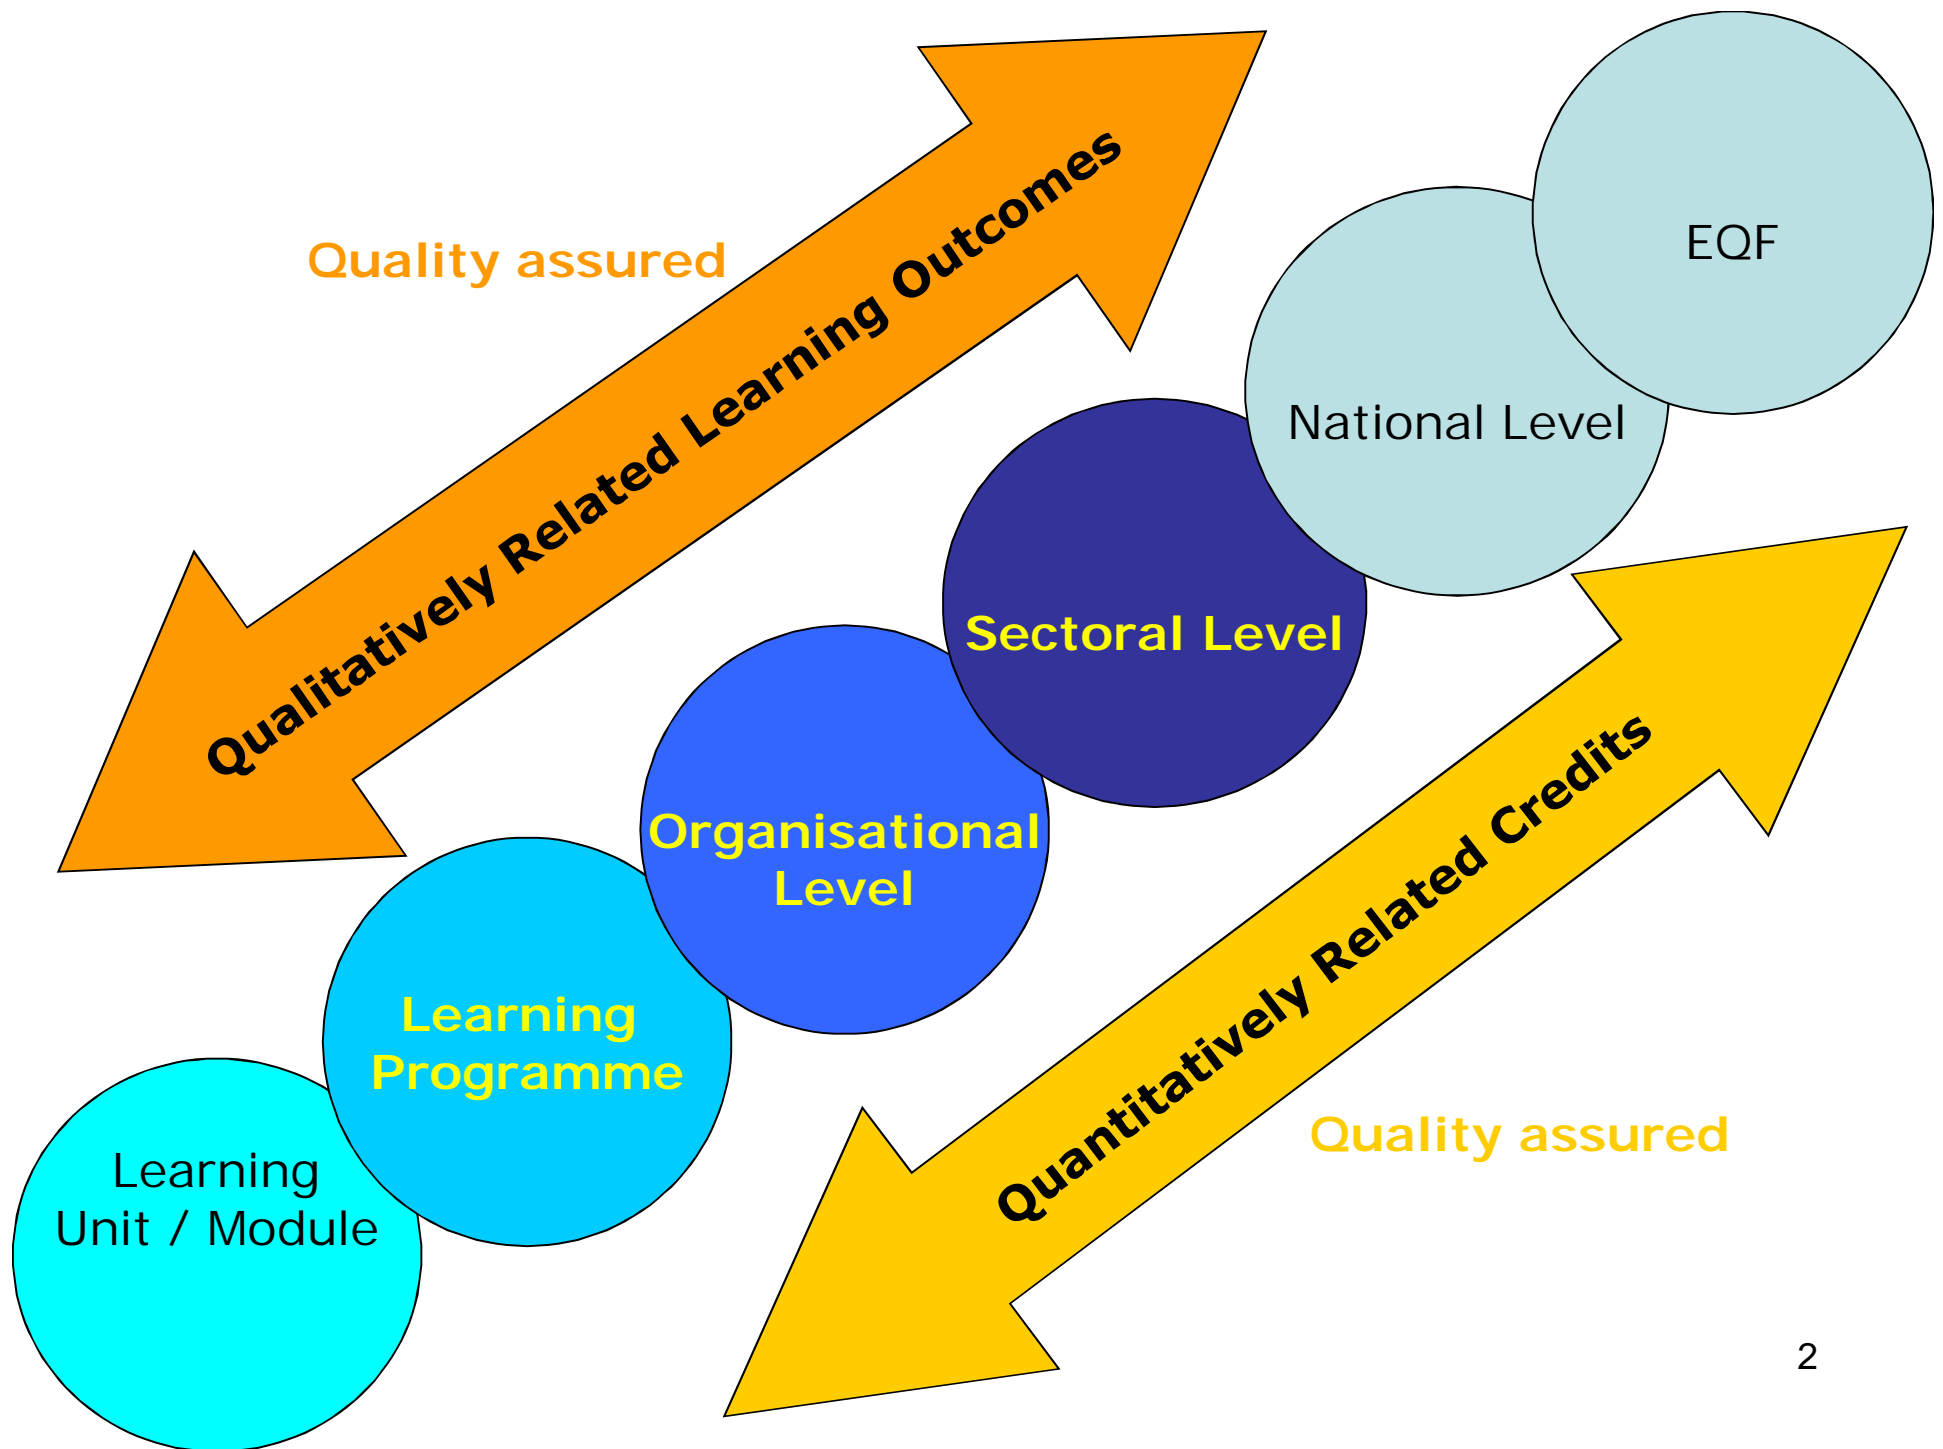 Quality assured
Qualitatively Related Learning Outcomes
EQF
National Level
Sectoral Level
Organisational
Level
Learning
Programme
Learning
Unit / Module
Quantitatively Related Credits
Quality assured
2